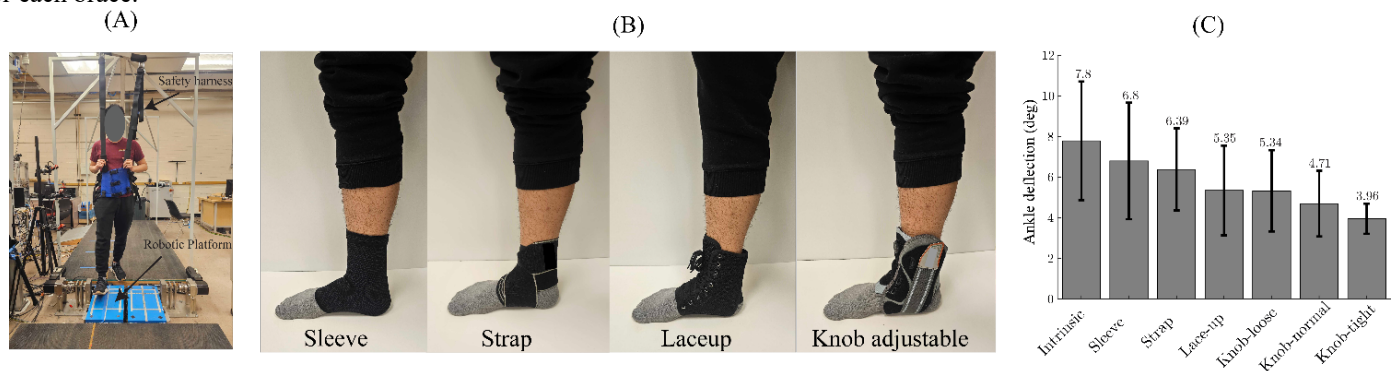 (A)
(B)
(C)
Safety harness
Robotic Platform
Sleeve
Strap
Laceup
Knob adjustable
Ankle deflection (deg)
12
10
8
6
4
2
0
7.8
6.8
6.39
5.35
5.34
4.71
3.96
Intrinsic
Sleeve
Strap
Lace-up
Knob-loose
Knob-normal
Knob-tight